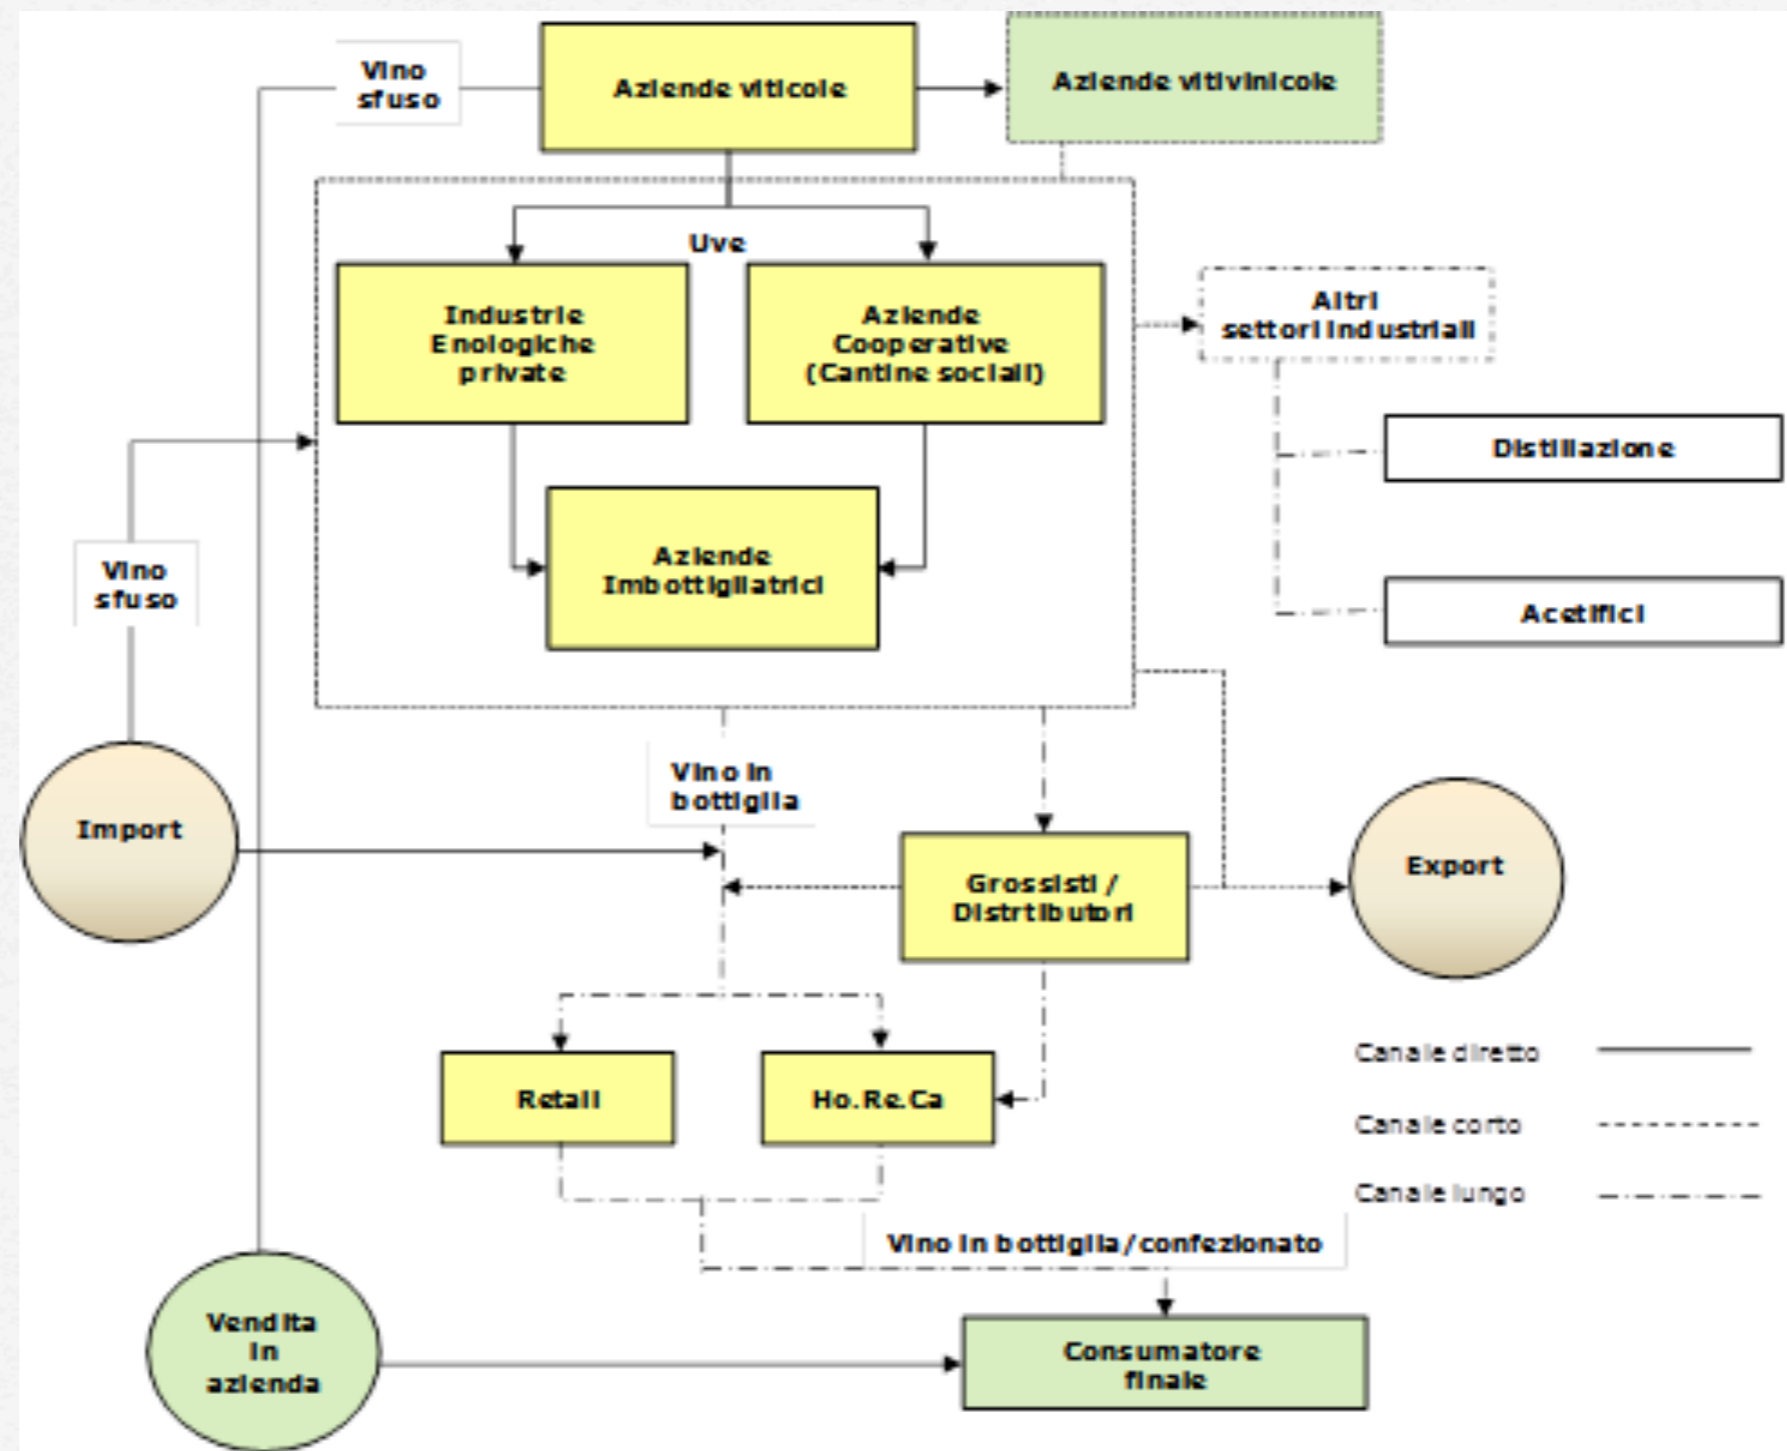 Vino
sfuso
Aziende viticole
Aziende vitivinicole
Uve
Industrie
Enologiche
private
Aziende
Cooperative
(Cantine sociali)
Altri
settori industriali
Distillazione
Aziende
Imbottigliatrici
Vino
sfuso
Acetifici
Vino in
bottiglia
Import
Grossisti /
Distrtibutori
Export
Canale diretto
Retail
Ho.Re.Ca
Canale corto
Canale lungo
Vino in bottiglia/confezionato
Vendita
in
azienda
Consumatore
finale